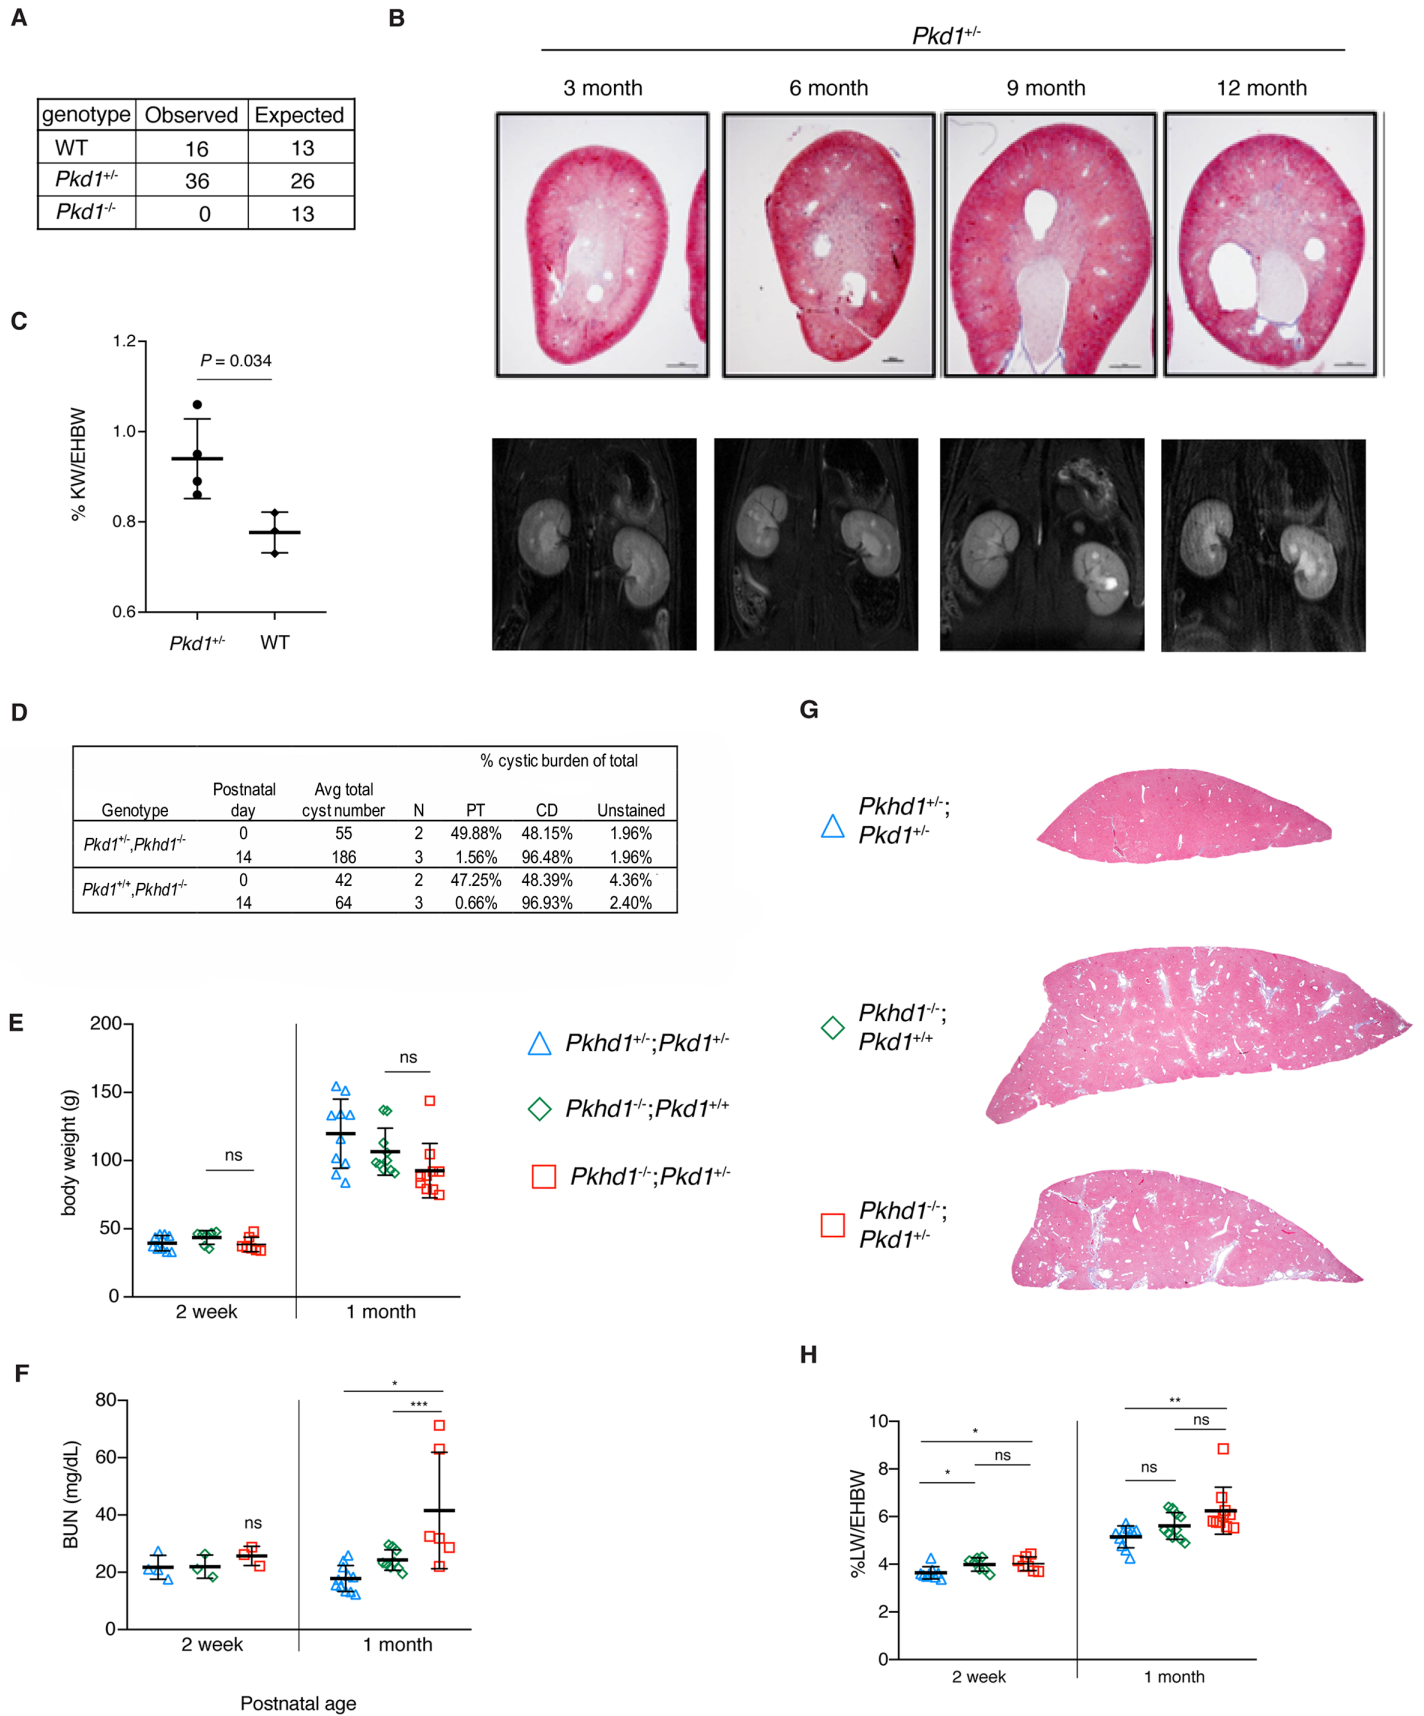 A
genotype Observed Expected
WT 16 13
Pkd1+/- 36 26
Pkd1-/- 0 13
B
Pkd1+/-
3 month 6 month 9 month 12 month
C
% KW/EHBW
1.2
1.0
0.8
0.6
P = 0.034
Pkd1+/- WT
D
% cystic burden of total
Postnatal Avg total
Genotype day cyst number N PT CD Unstained
Pkd1+/-,Pkhd1-/- 0 55 2 49.88% 48.15% 1.96%
14 186 3 1.56% 96.48% 1.96%
Pkd1+/+,Pkhd1-/- 0 42 2 47.25% 48.39% 4.36%
14 64 3 0.66% 96.93% 2.40%
E
body weight (g)
200
150
100
50
0
ns
ns
2 week 1 month
Pkhd1+/-;Pkd1+/-
Pkhd1-/-;Pkd1+/+
Pkhd1-/-;Pkd1+/-
F
BUN (mg/dL)
80
60
40
20
0
ns
*
***
2 week 1 month
Postnatal age
G
Pkhd1+/-;
Pkd1+/-
Pkhd1-/-;
Pkd1+/+
Pkhd1-/-;
Pkd1+/-
H
%LW/EHBW
10
8
6
4
2
0
*
ns
*
**
ns
ns
2 week 1 month